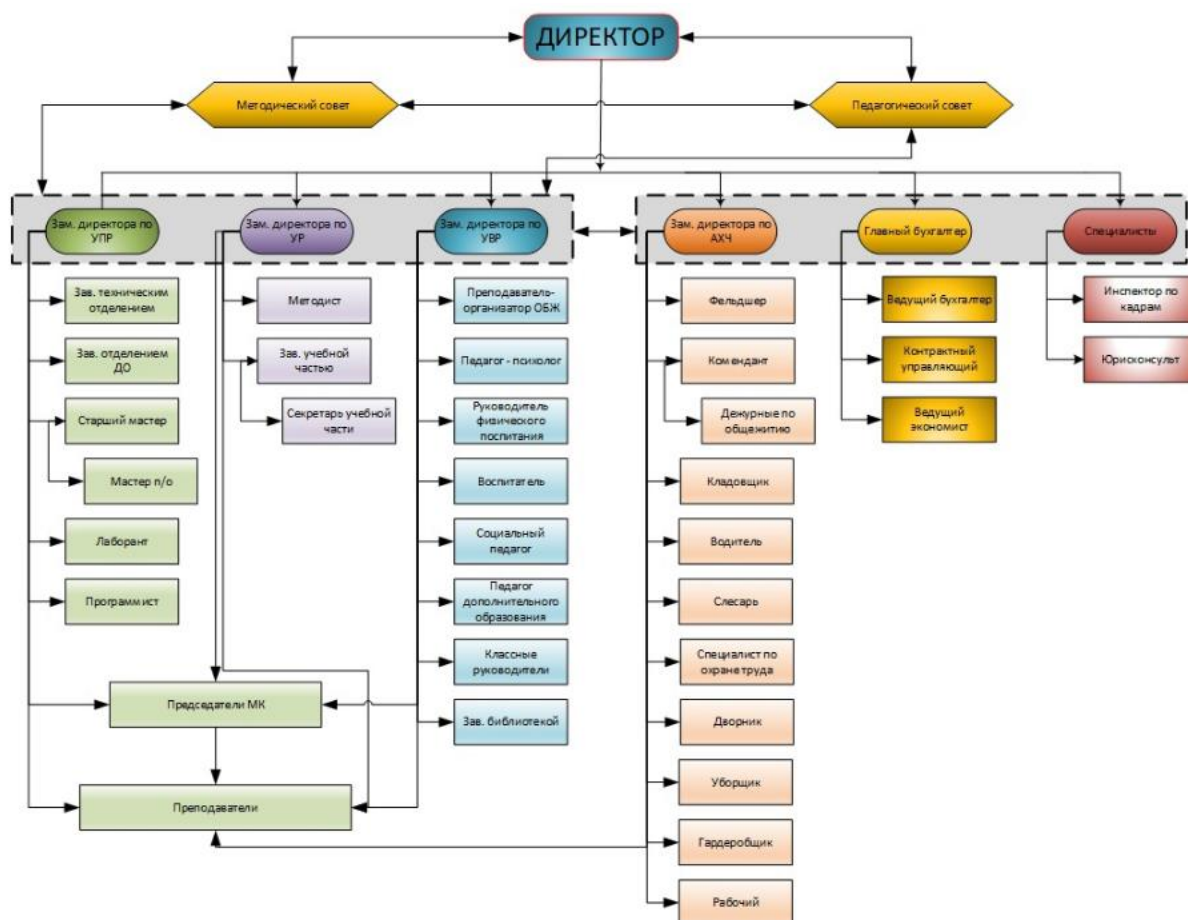 ДИРЕКТОР
Методический совет
Педагогический совет
Зам. директора по
УПР
Зам. директора по
УР
Зам. директора по
УВР
Зам. директора по
АХЧ
Главный бухгалтер
Специалисты
Зав. техническим
отделением
Зав. отделением
ДО
Старший мастер
Мастер п/о
Лаборант
Программист
Методист
Зав. учебной
частью
Секретарь учебной
части
Преподаватель-
организатор ОБЖ
Педагог - психолог
Руководитель
физического
поспитания
Воспитатель
Социальный
педагог
Педагог
дополнительного
образования
Классные
руководители
Зав. библиотекой
Председатели МК
Преподаватели
Фельдшер
Комендант
Дежурные по
общежитию
Кладовщик
Водитель
Слесарь
Специалист по
охране труда
Дворник
Уборщик
Гардеробщик
Рабочий
Ведущий бухгалтер
Контрактный
управляющий
Ведущий
экономист
Инспектор по
кадрам
Юрисконсульт